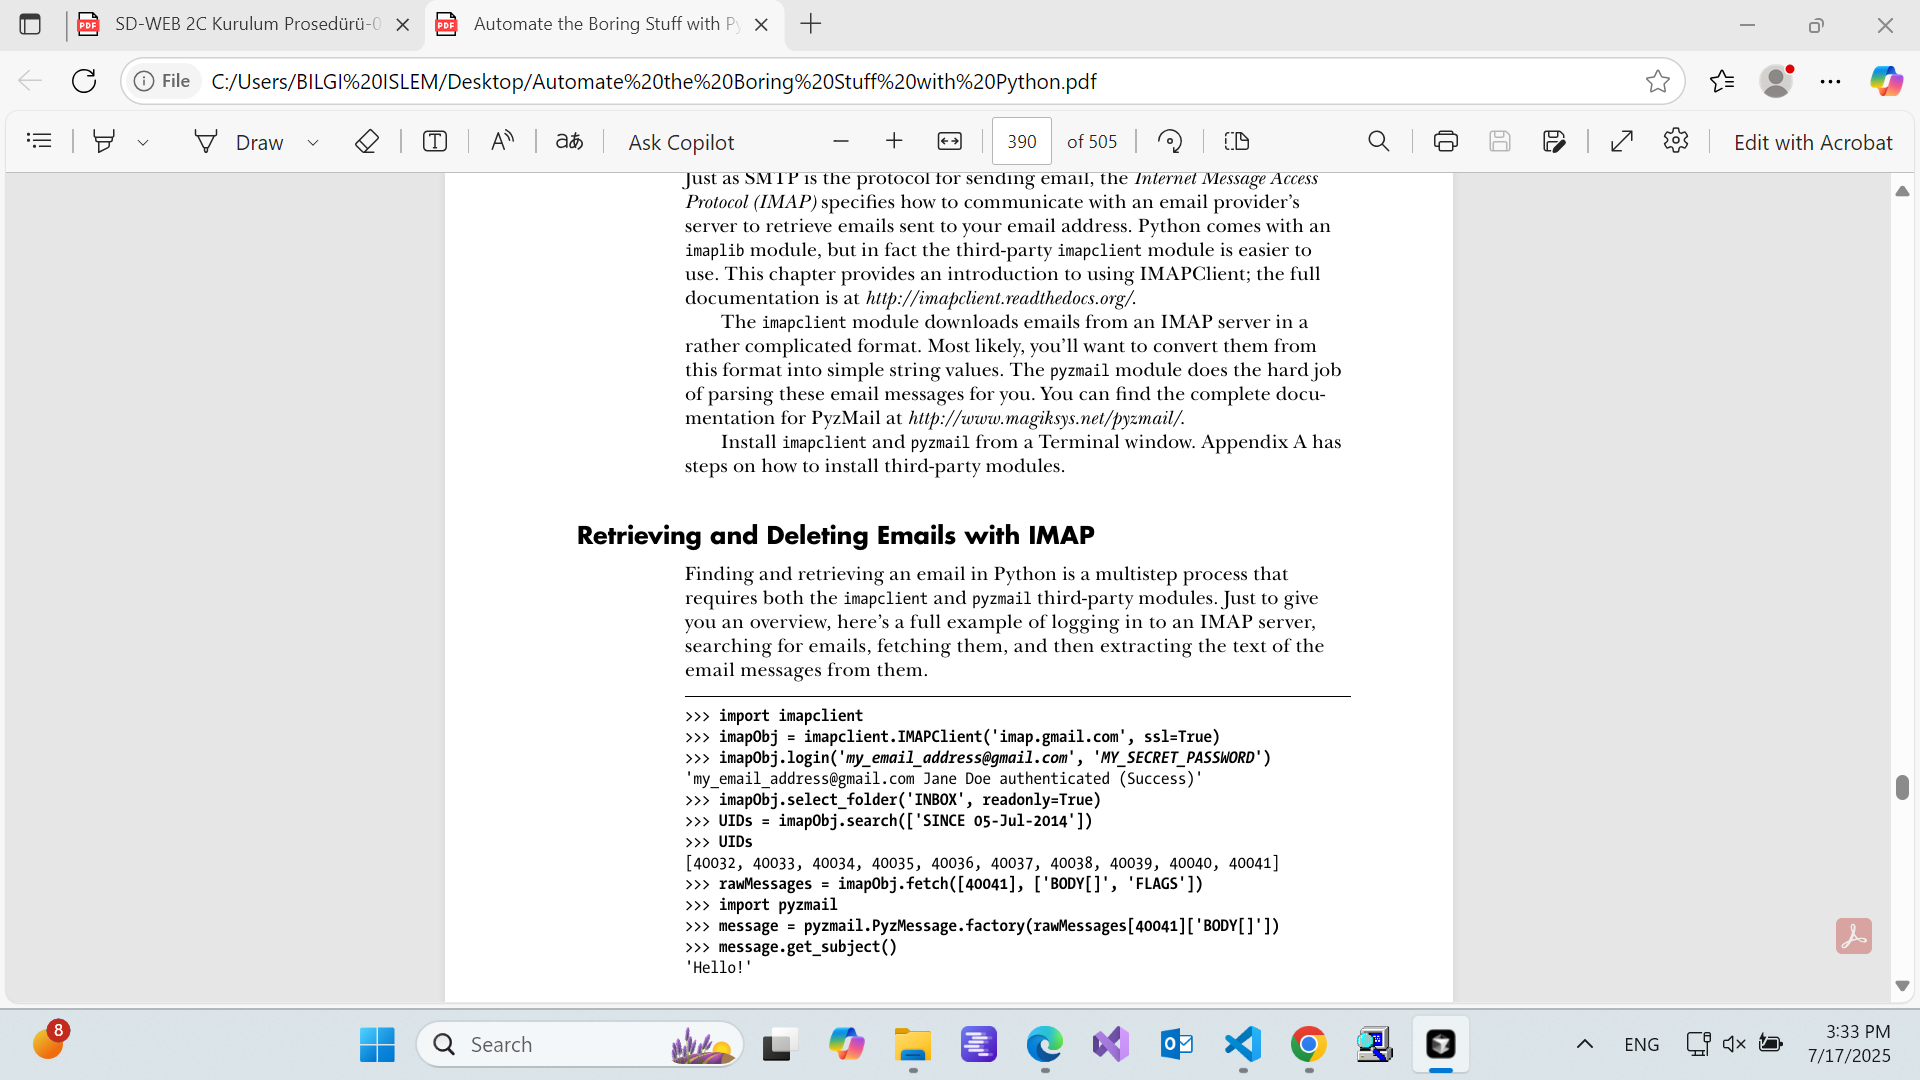 SD-WEB 2C Kurulum Prosedürü-0
Automate the Boring Stuff with Py
File
C:/Users/BILGI%20ISLEM/Desktop/Automate%20the%20Boring%20Stuff%20with%20Python.pdf
Draw
Ask Copilot
390 of 505
Edit with Acrobat
Just as SMTP is the protocol for sending email, the Internet Message Access
Protocol (IMAP) specifies how to communicate with an email provider's
server to retrieve emails sent to your email address. Python comes with an
imaplib module, but in fact the third-party imapclient module is easier to
use. This chapter provides an introduction to using IMAPClient; the full
documentation is at http://imapclient.readthedocs.org/.
The imapclient module downloads emails from an IMAP server in a
rather complicated format. Most likely, you'll want to convert them from
this format into simple string values. The pyzmail module does the hard job
of parsing these email messages for you. You can find the complete docu-
mentation for PyzMail at http://www.magiksys.net/pyzmail/.
Install imapclient and pyzmail from a Terminal window. Appendix A has
steps on how to install third-party modules.
Retrieving and Deleting Emails with IMAP
Finding and retrieving an email in Python is a multistep process that
requires both the imapclient and pyzmail third-party modules. Just to give
you an overview, here's a full example of logging in to an IMAP server,
searching for emails, fetching them, and then extracting the text of the
email messages from them.
>>> import imapclient
>>> imapObj = imapclient.IMAPClient('imap.gmail.com', ssl=True)
>>> imapObj.login('my_email_address@gmail.com', 'MY_SECRET_PASSWORD')
'my_email_address@gmail.com Jane Doe authenticated (Success)'
>>> imapObj.select_folder('INBOX', readonly=True)
>>> UIDs = imapObj.search(['SINCE 05-Jul-2014'])
>>> UIDs
[40032, 40033, 40034, 40035, 40036, 40037, 40038, 40039, 40040, 40041]
>>> rawMessages = imapObj.fetch([40041], ['BODY[]', 'FLAGS'])
>>> import pyzmail
>>> message = pyzmail.PyzMessage.factory(rawMessages[40041]['BODY[]'])
>>> message.get_subject()
'Hello!'
8
Search
ENG
3:33 PM
7/17/2025